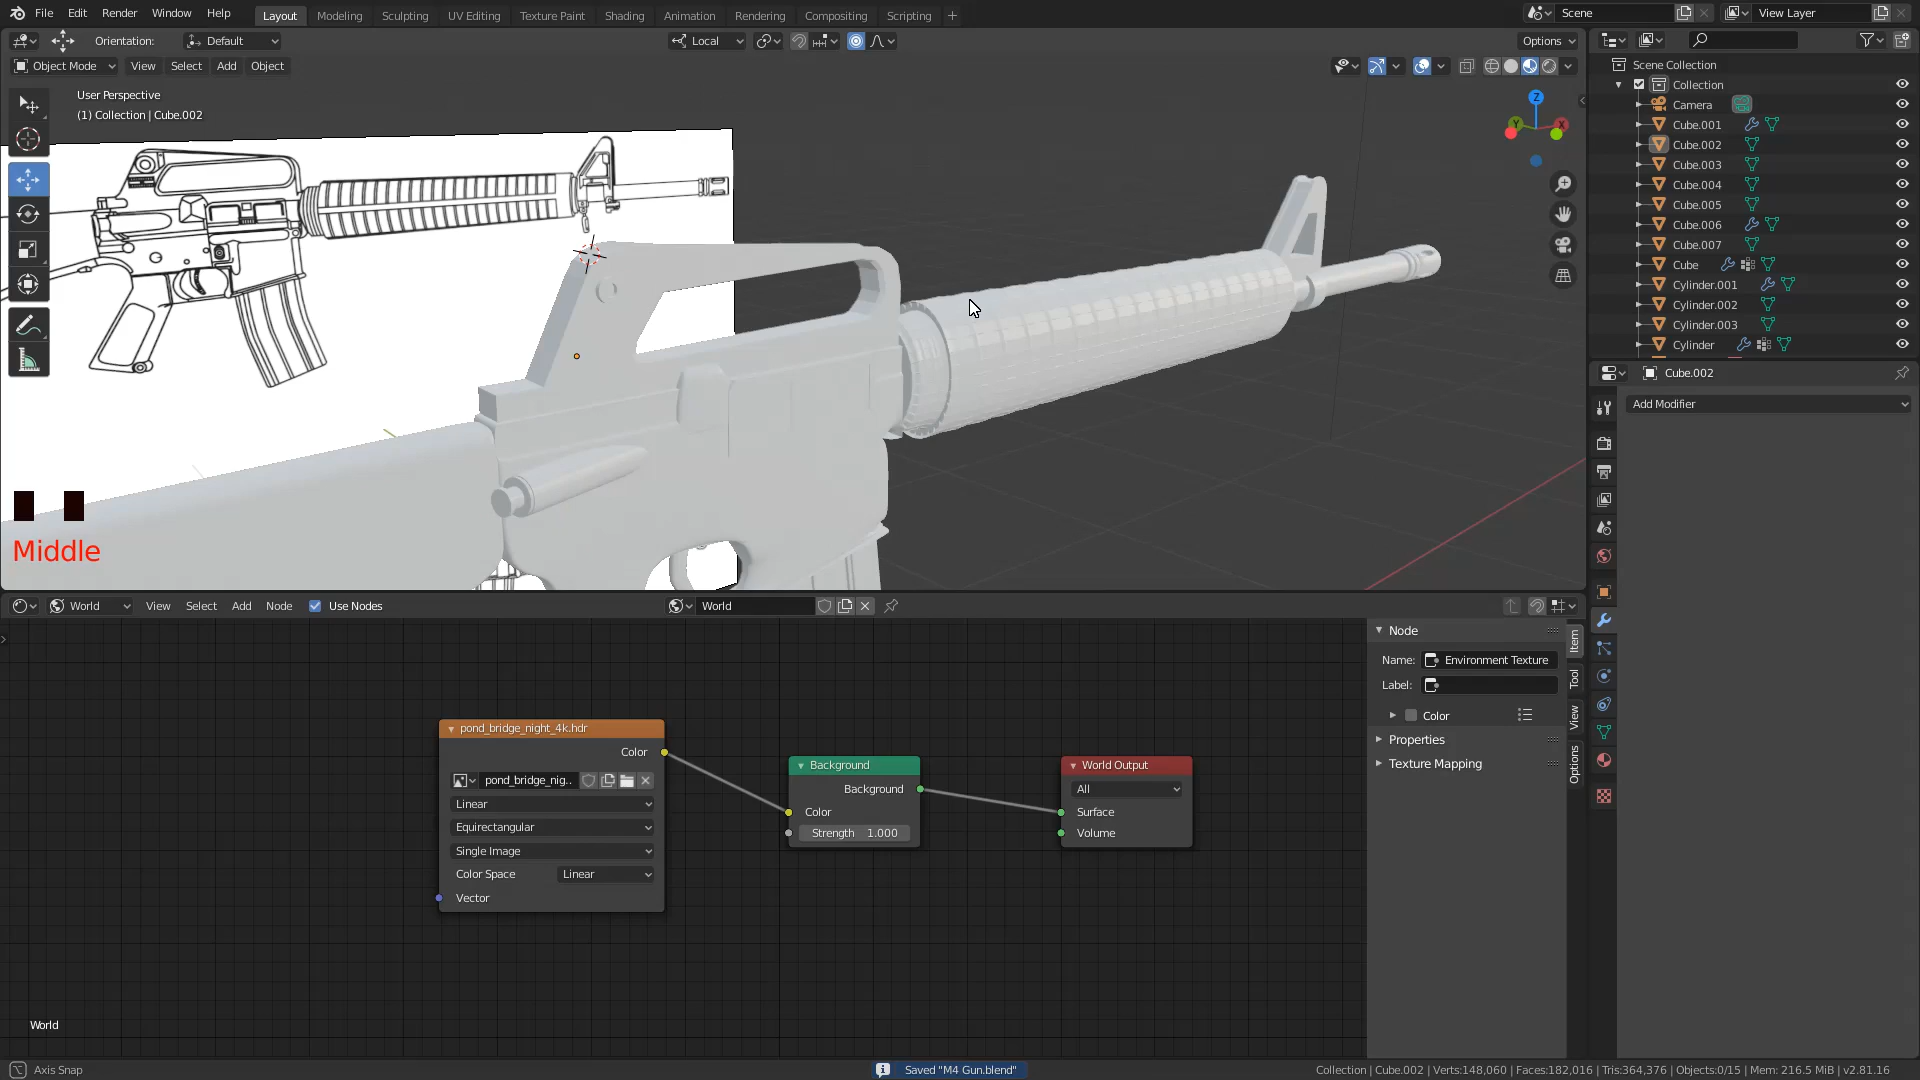 File Edit Render Window Help
Layout Modeling Sculpting UV Editing Texture Paint Shading Animation Rendering Compositing Scripting +
Scene
View Layer
Orientation: Default
Local
Options
Object Mode View Select Add Object
User Perspective
(1) Collection | Cube.002
Z
Y
X
Middle
Scene Collection
Collection
Camera
Cube.001
Cube.002
Cube.003
Cube.004
Cube.005
Cube.006
Cube.007
Cube
Cylinder.001
Cylinder.002
Cylinder.003
Cylinder
Cube.002
Add Modifier
World View Select Add Node Use Nodes
World
pond_bridge_night_4k.hdr
Color
pond_bridge_nig..
Linear
Equirectangular
Single Image
Color Space Linear
Vector
Background
Background
Color
Strength 1.000
World Output
All
Surface
Volume
Node
Name: Environment Texture
Label:
Color
Properties
Texture Mapping
Item
Tool
View
Options
World
Axis Snap
Saved "M4 Gun.blend"
Collection | Cube.002 | Verts:148,060 | Faces:182,016 | Tris:364,376 | Objects:0/15 | Mem: 216.5 MiB | v2.81.16